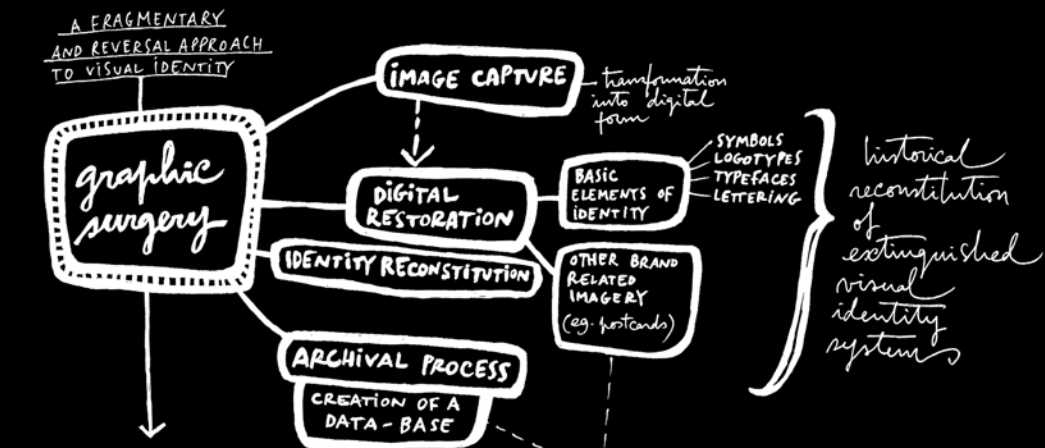 A FRAGMENTARY
AND REVERSAL APPROACH
TO VISUAL IDENTITY
graphic
surgery
IMAGE CAPTURE
transformation
into digital
form
DIGITAL
RESTORATION
BASIC
ELEMENTS OF
IDENTITY
SYMBOLS
LOGOTYPES
TYPEFACES
LETTERING
IDENTITY RECONSTITUTION
OTHER BRAND
RELATED
IMAGERY
(eg. postcards)
ARCHIVAL PROCESS
CREATION OF A
DATA-BASE
historical
reconstitution
of
extinguished
visual
identity
systems